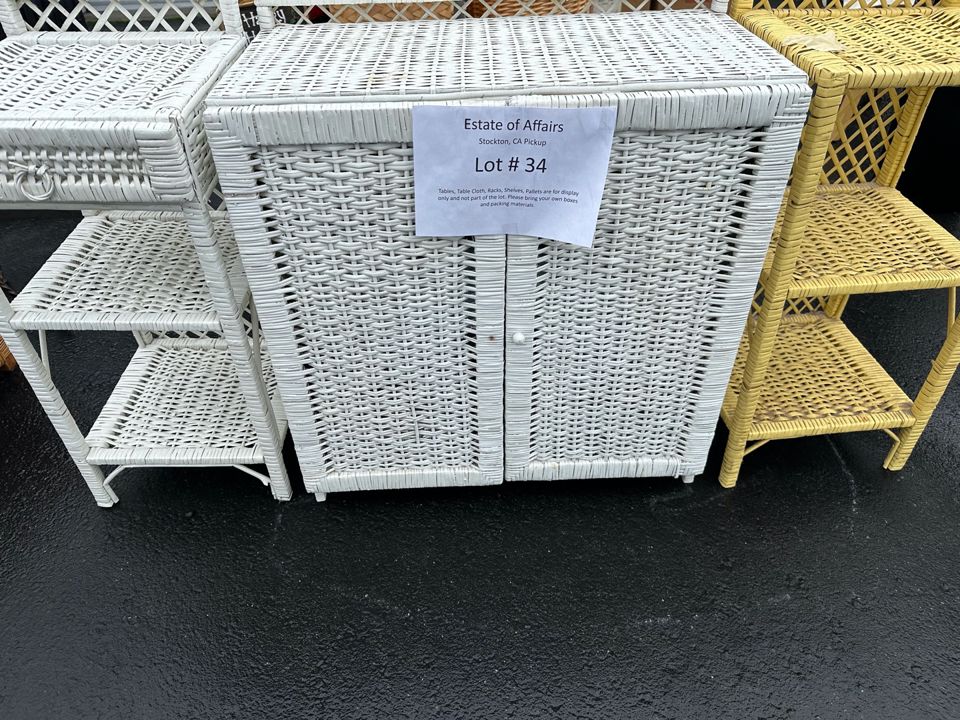 Estate of Affairs
Stockton, CA Pickup
Lot # 34
Tables, Table Cloth, Racks, Shelves, Pallets are for display
only and not part of the lot. Please bring your own boxes
and packing materials.